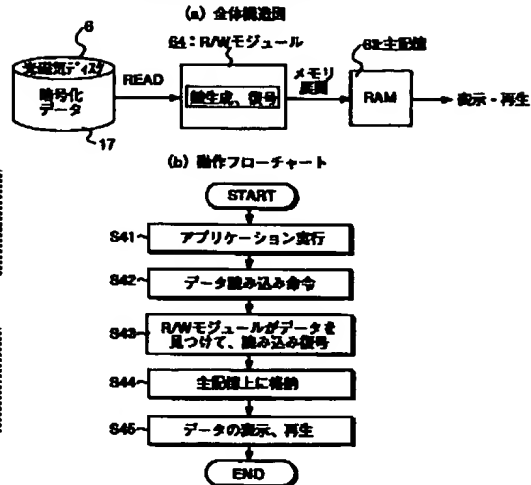 (a) 全体構造図
6
64:R/Wモジュール
63:主記憶
光磁気ディスク
暗号化
データ
READ
鍵生成、復号
メモリ
展開
RAM
表示・再生
17
(b) 動作フローチャート
START
S41 アプリケーション実行
S42 データ読み込み命令
S43 R/Wモジュールがデータを
見つけて、読み込み復号
S44 主記憶上に格納
S45 データの表示、再生
END